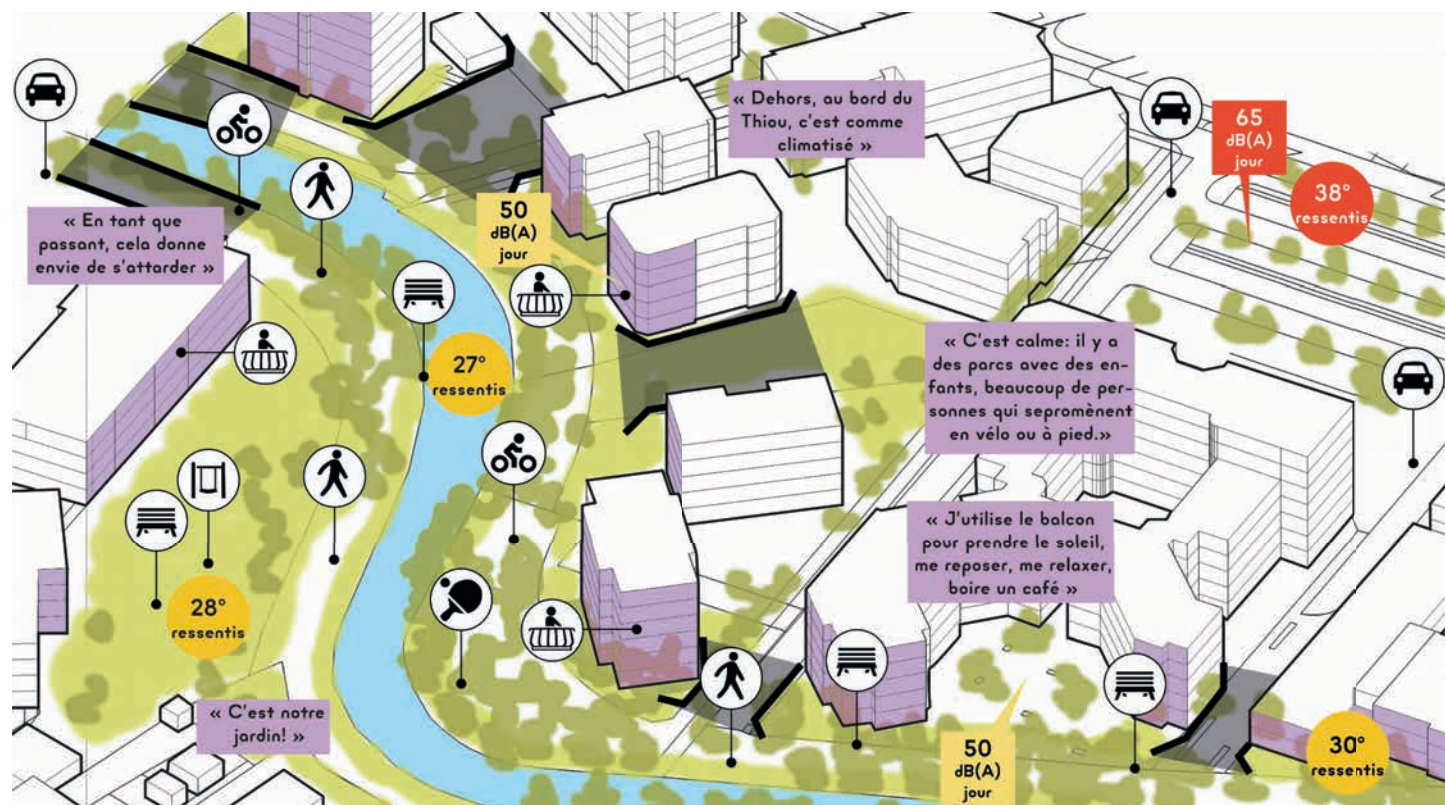 « Dehors, au bord du
Thiou, c'est comme
climatisé »
65
dB(A)
jour
38°
ressentis
« En tant que
passant, cela donne
envie de s'attarder »
50
dB(A)
jour
27°
ressentis
« C'est calme: il y a
des parcs avec des en-
fants, beaucoup de per-
sonnes qui sepromènent
en vélo ou à pied.»
« J'utilise le balcon
pour prendre le soleil,
me reposer, me relaxer,
boire un café »
28°
ressentis
« C'est notre
jardin! »
50
dB(A)
jour
30°
ressentis